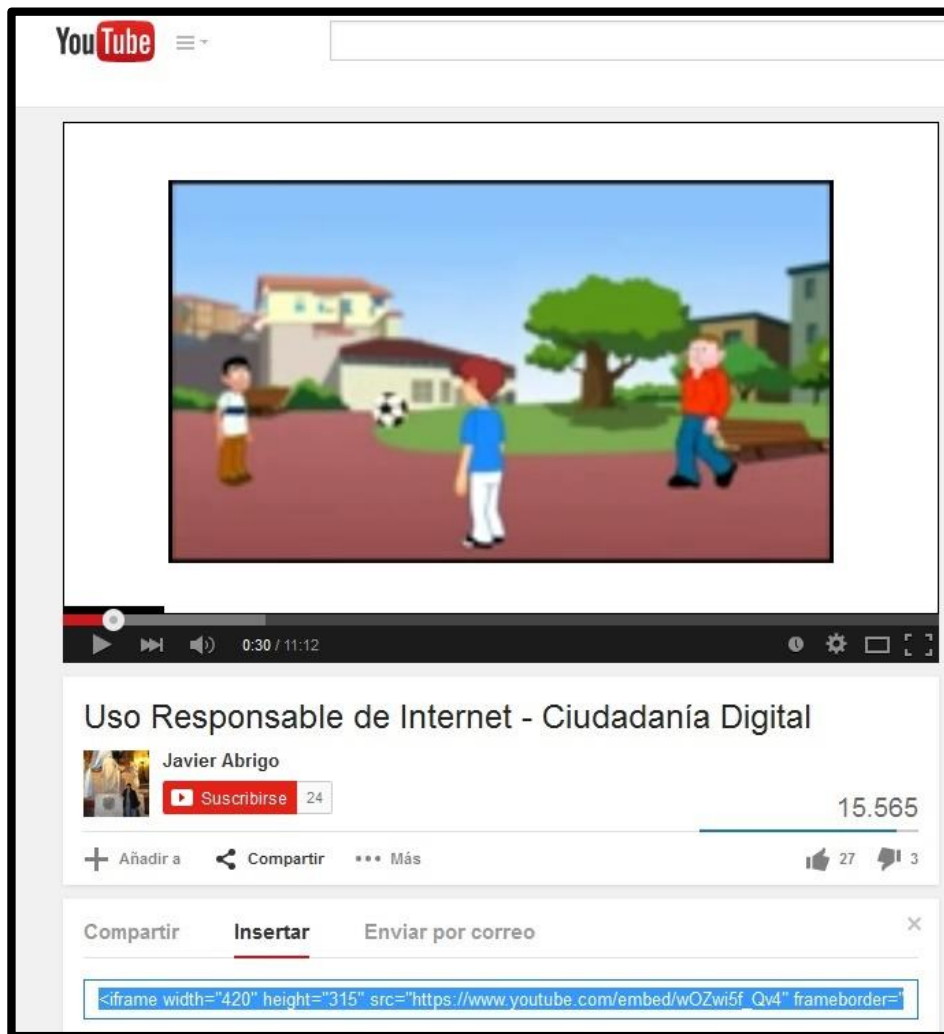 YouTube
0:30 / 11:12
Uso Responsable de Internet - Ciudadanía Digital
Javier Abrigo
Suscribirse 24
15.565
Añadir a Compartir Más 27 3
Compartir Insertar Enviar por correo
<iframe width="420" height="315" src="https://www.youtube.com/embed/wOZwi5f_Qv4" frameborder="